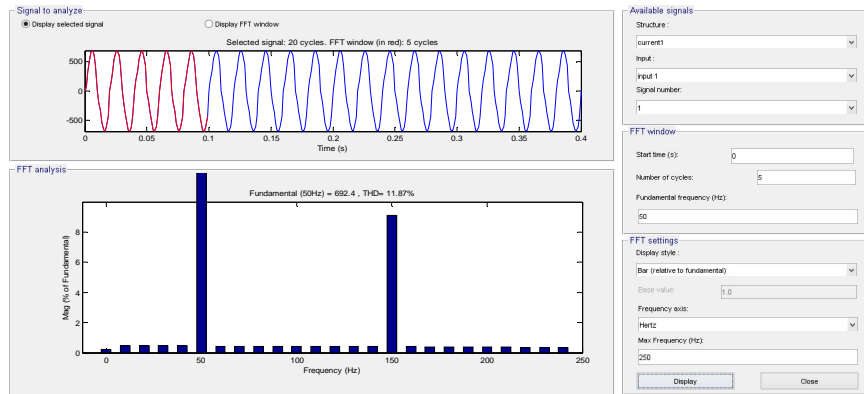 Signal to analyze
Display selected signal
Display FFT window
Selected signal: 20 cycles. FFT window (in red): 5 cycles
500
0
-500
0
0.05
0.1
0.15
0.2
0.25
0.3
0.35
0.4
Time (s)
FFT analysis
Fundamental (50Hz) = 692.4 , THD= 11.87%
Mag (% of Fundamental)
8
6
4
2
0
0
50
100
150
200
250
Frequency (Hz)
Available signals
Structure :
current1
Input :
input 1
Signal number:
1
FFT window
Start time (s):
0
Number of cycles:
5
Fundamental frequency (Hz):
50
FFT settings
Display style :
Bar (relative to fundamental)
Base value:
1.0
Frequency axis:
Hertz
Max Frequency (Hz):
250
Display
Close